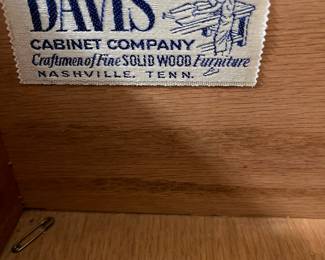 DAVIS
CABINET COMPANY
Craftsmen of Fine SOLID WOOD Furniture
NASHVILLE, TENN.